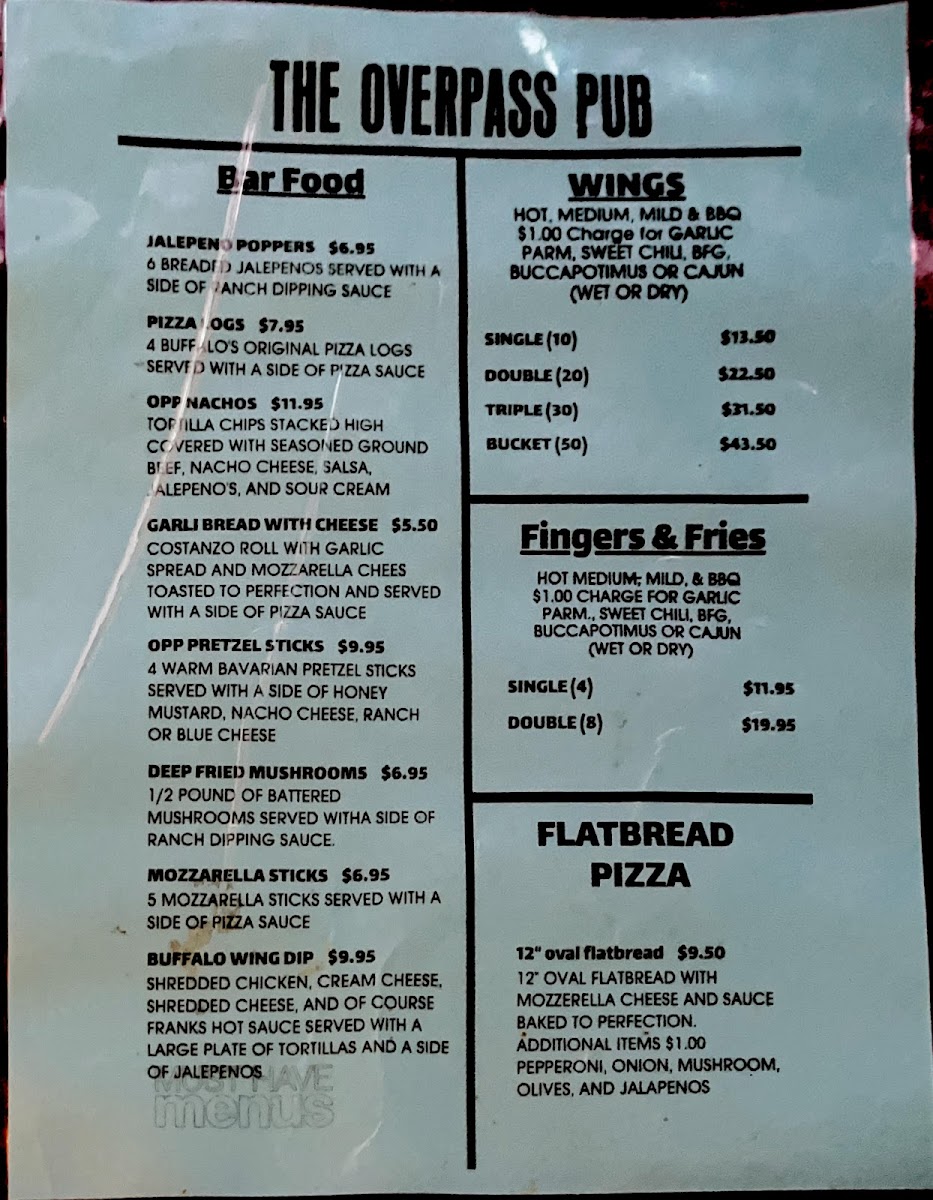 THE OVERPASS PUB
Bar Food
JALEPENO POPPERS $6.95
6 BREADED JALEPENOS SERVED WITH A
SIDE OF RANCH DIPPING SAUCE
PIZZA LOGS $7.95
4 BUFFALO'S ORIGINAL PIZZA LOGS
SERVED WITH A SIDE OF PIZZA SAUCE
OPP NACHOS $11.95
TORTILLA CHIPS STACKED HIGH
COVERED WITH SEASONED GROUND
BEEF, NACHO CHEESE, SALSA,
JALEPENO'S, AND SOUR CREAM
GARLI BREAD WITH CHEESE $5.50
COSTANZO ROLL WITH GARLIC
SPREAD AND MOZZARELLA CHEES
TOASTED TO PERFECTION AND SERVED
WITH A SIDE OF PIZZA SAUCE
OPP PRETZEL STICKS $9.95
4 WARM BAVARIAN PRETZEL STICKS
SERVED WITH A SIDE OF HONEY
MUSTARD, NACHO CHEESE, RANCH
OR BLUE CHEESE
DEEP FRIED MUSHROOMS $6.95
1/2 POUND OF BATTERED
MUSHROOMS SERVED WITHA SIDE OF
RANCH DIPPING SAUCE.
MOZZARELLA STICKS $6.95
5 MOZZARELLA STICKS SERVED WITH A
SIDE OF PIZZA SAUCE
BUFFALO WING DIP $9.95
SHREDDED CHICKEN, CREAM CHEESE,
SHREDDED CHEESE, AND OF COURSE
FRANKS HOT SAUCE SERVED WITH A
LARGE PLATE OF TORTILLAS AND A SIDE
OF JALEPENOS
MUST HAVE
menus
WINGS
HOT, MEDIUM, MILD & BBQ
$1.00 Charge for GARLIC
PARM, SWEET CHILI, BFG,
BUCCAPOTIMUS OR CAJUN
(WET OR DRY)
SINGLE (10) $13.50
DOUBLE (20) $22.50
TRIPLE (30) $31.50
BUCKET (50) $43.50
Fingers & Fries
HOT MEDIUM, MILD, & BBQ
$1.00 CHARGE FOR GARLIC
PARM., SWEET CHILI, BFG,
BUCCAPOTIMUS OR CAJUN
(WET OR DRY)
SINGLE (4) $11.95
DOUBLE (8) $19.95
FLATBREAD
PIZZA
12" oval flatbread $9.50
12" OVAL FLATBREAD WITH
MOZZERELLA CHEESE AND SAUCE
BAKED TO PERFECTION.
ADDITIONAL ITEMS $1.00
PEPPERONI, ONION, MUSHROOM,
OLIVES, AND JALAPENOS